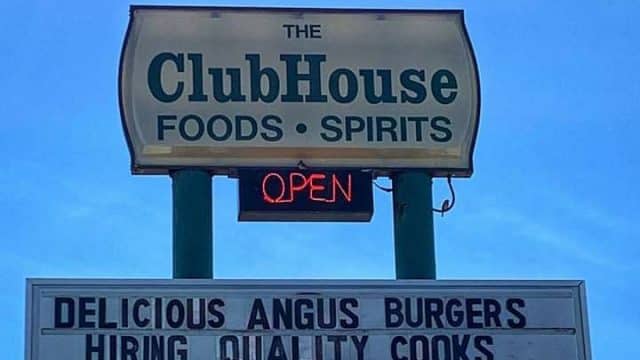 THE
ClubHouse
FOODS • SPIRITS
OPEN
DELICIOUS ANGUS BURGERS
HIRING QUALITY COOKS